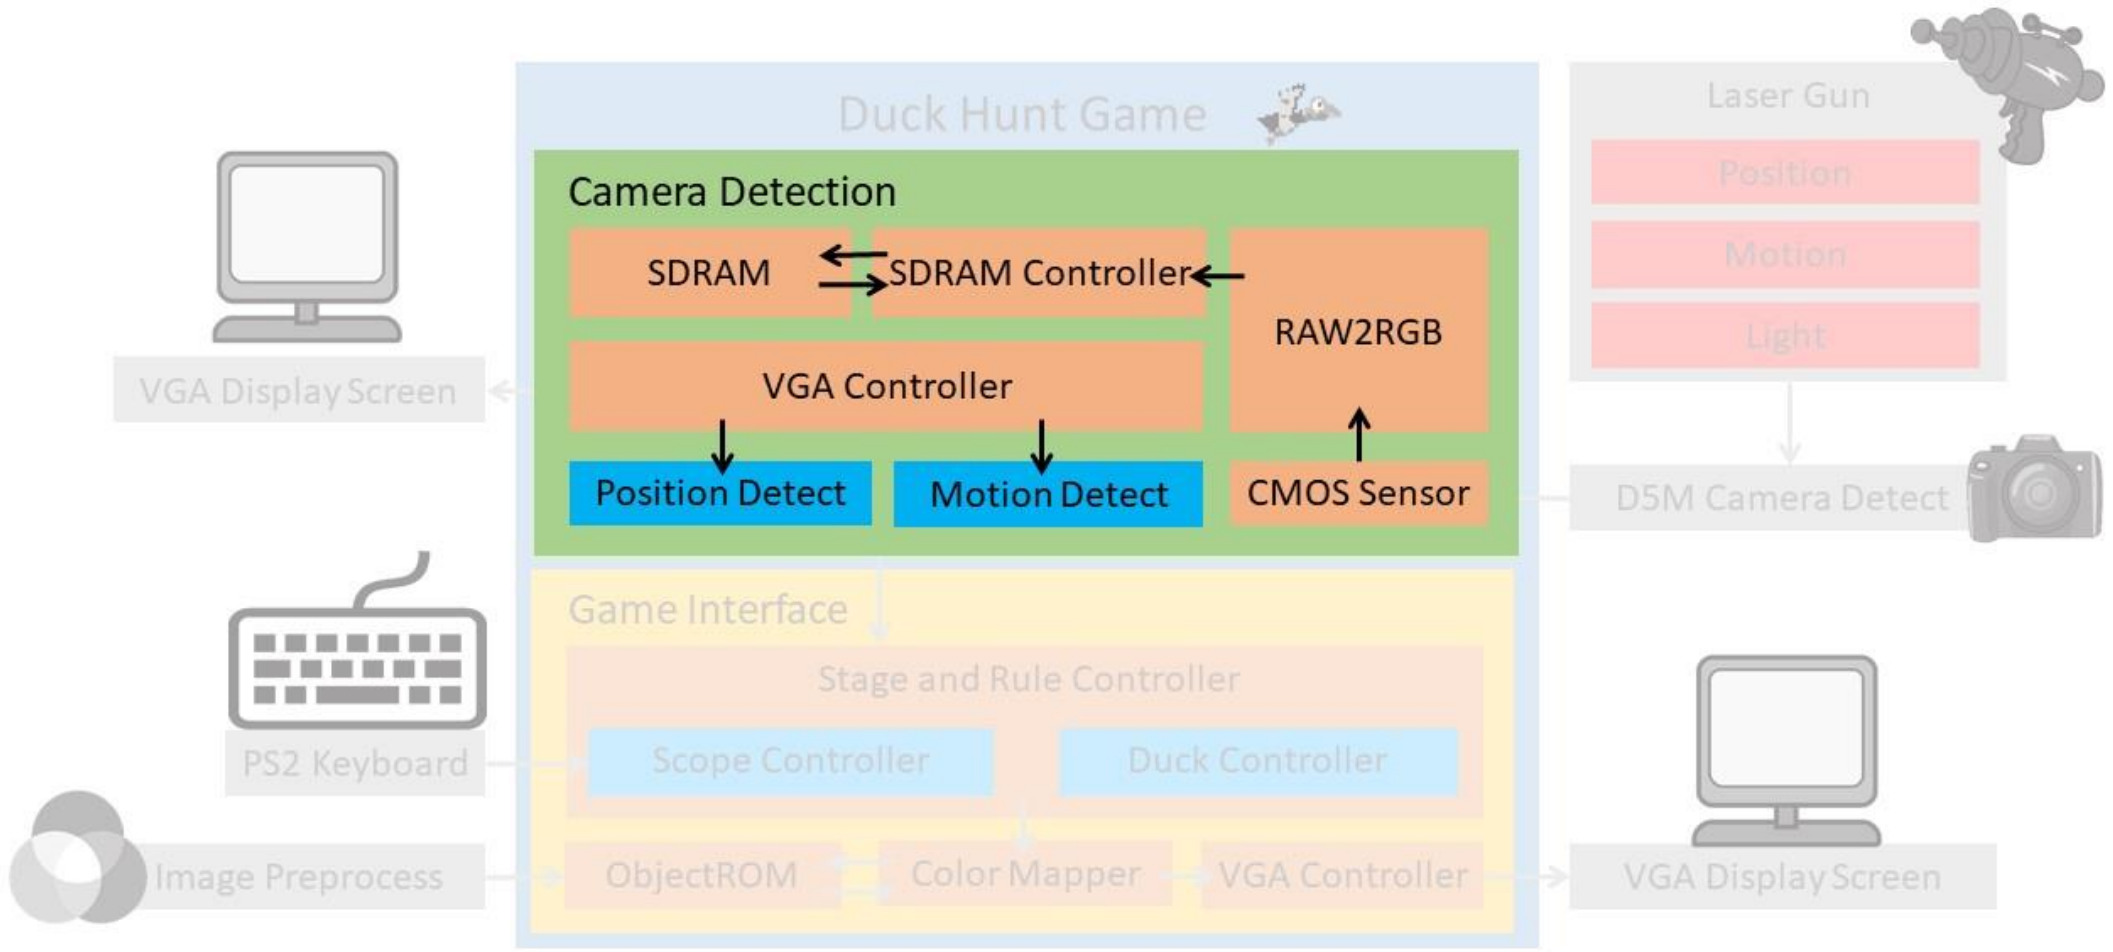 Duck Hunt Game
Laser Gun
Position
Motion
Light
Camera Detection
SDRAM
SDRAM Controller
RAW2RGB
VGA Controller
Position Detect
Motion Detect
CMOS Sensor
VGA Display Screen
D5M Camera Detect
Game Interface
Stage and Rule Controller
Scope Controller
Duck Controller
PS2 Keyboard
Image Preprocess
ObjectROM
Color Mapper
VGA Controller
VGA Display Screen